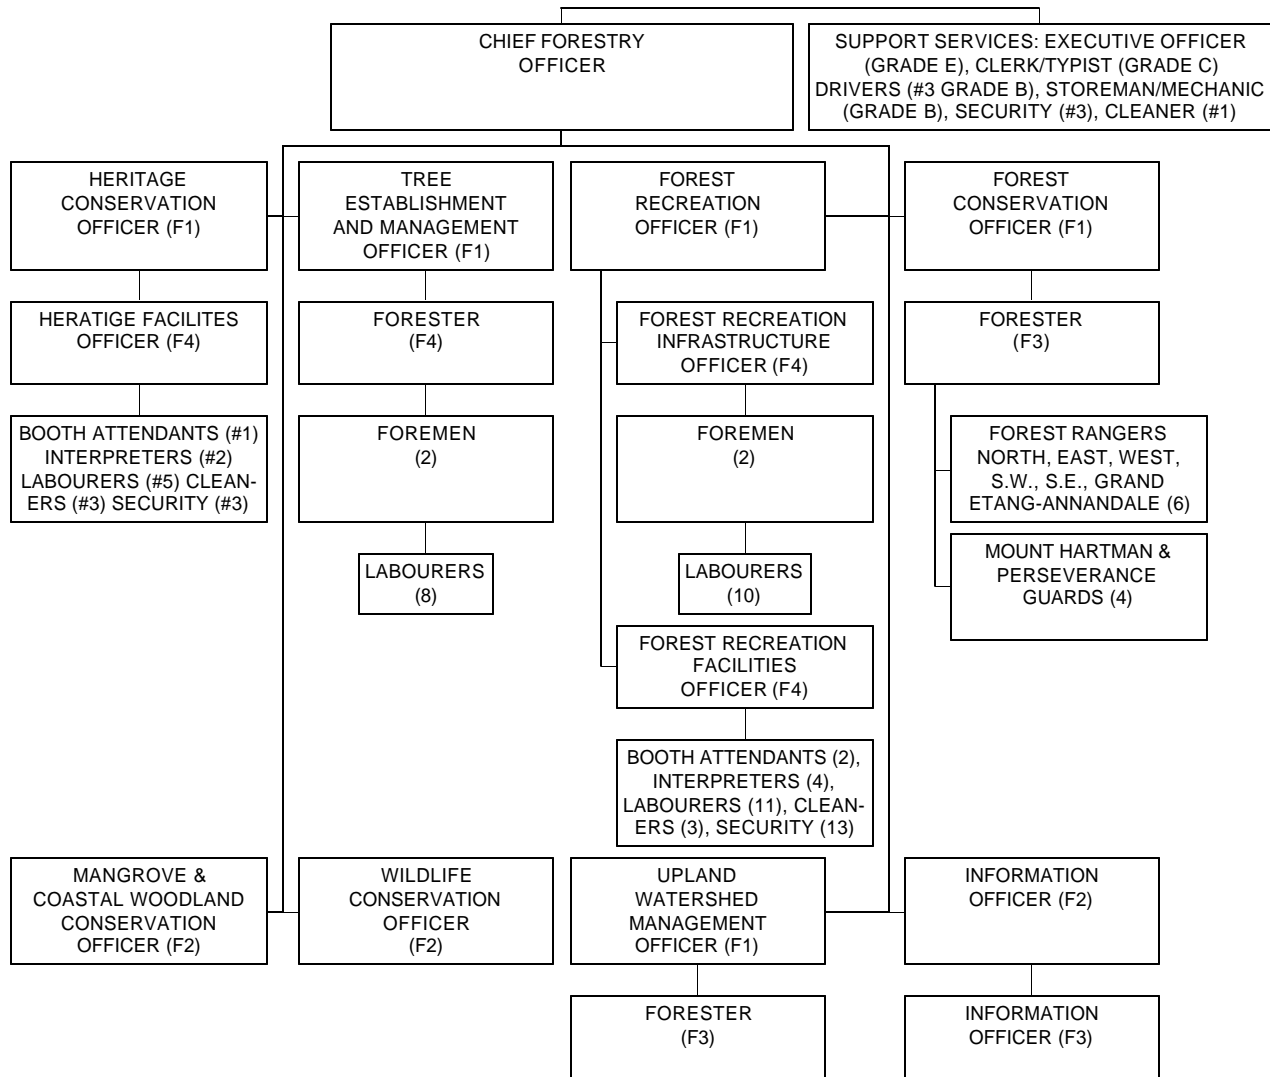 CHIEF FORESTRY
OFFICER
SUPPORT SERVICES: EXECUTIVE OFFICER
(GRADE E), CLERK/TYPIST (GRADE C)
DRIVERS (#3 GRADE B), STOREMAN/MECHANIC
(GRADE B), SECURITY (#3), CLEANER (#1)
HERITAGE
CONSERVATION
OFFICER (F1)
TREE
ESTABLISHMENT
AND MANAGEMENT
OFFICER (F1)
FOREST
RECREATION
OFFICER (F1)
FOREST
CONSERVATION
OFFICER (F1)
HERATIGE FACILITES
OFFICER (F4)
FORESTER
(F4)
FOREST RECREATION
INFRASTRUCTURE
OFFICER (F4)
FORESTER
(F3)
BOOTH ATTENDANTS (#1)
INTERPRETERS (#2)
LABOURERS (#5) CLEAN-
ERS (#3) SECURITY (#3)
FOREMEN
(2)
FOREMEN
(2)
FOREST RANGERS
NORTH, EAST, WEST,
S.W., S.E., GRAND
ETANG-ANNANDALE (6)
LABOURERS
(8)
LABOURERS
(10)
MOUNT HARTMAN &
PERSEVERANCE
GUARDS (4)
FOREST RECREATION
FACILITIES
OFFICER (F4)
BOOTH ATTENDANTS (2),
INTERPRETERS (4),
LABOURERS (11), CLEAN-
ERS (3), SECURITY (13)
MANGROVE &
COASTAL WOODLAND
CONSERVATION
OFFICER (F2)
WILDLIFE
CONSERVATION
OFFICER
(F2)
UPLAND
WATERSHED
MANAGEMENT
OFFICER (F1)
INFORMATION
OFFICER (F2)
FORESTER
(F3)
INFORMATION
OFFICER (F3)